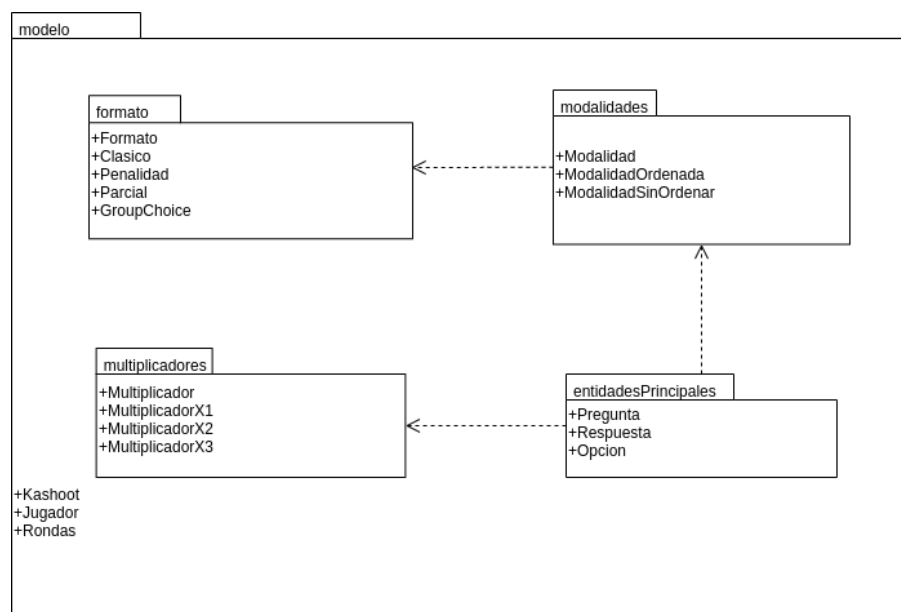 modelo
formato
+Formato
+Clasico
+Penalidad
+Parcial
+GroupChoice
modalidades
+Modalidad
+ModalidadOrdenada
+ModalidadSinOrdenar
multiplicadores
+Multiplicador
+MultiplicadorX1
+MultiplicadorX2
+MultiplicadorX3
entidadesPrincipales
+Pregunta
+Respuesta
+Opcion
+Kashoot
+Jugador
+Rondas